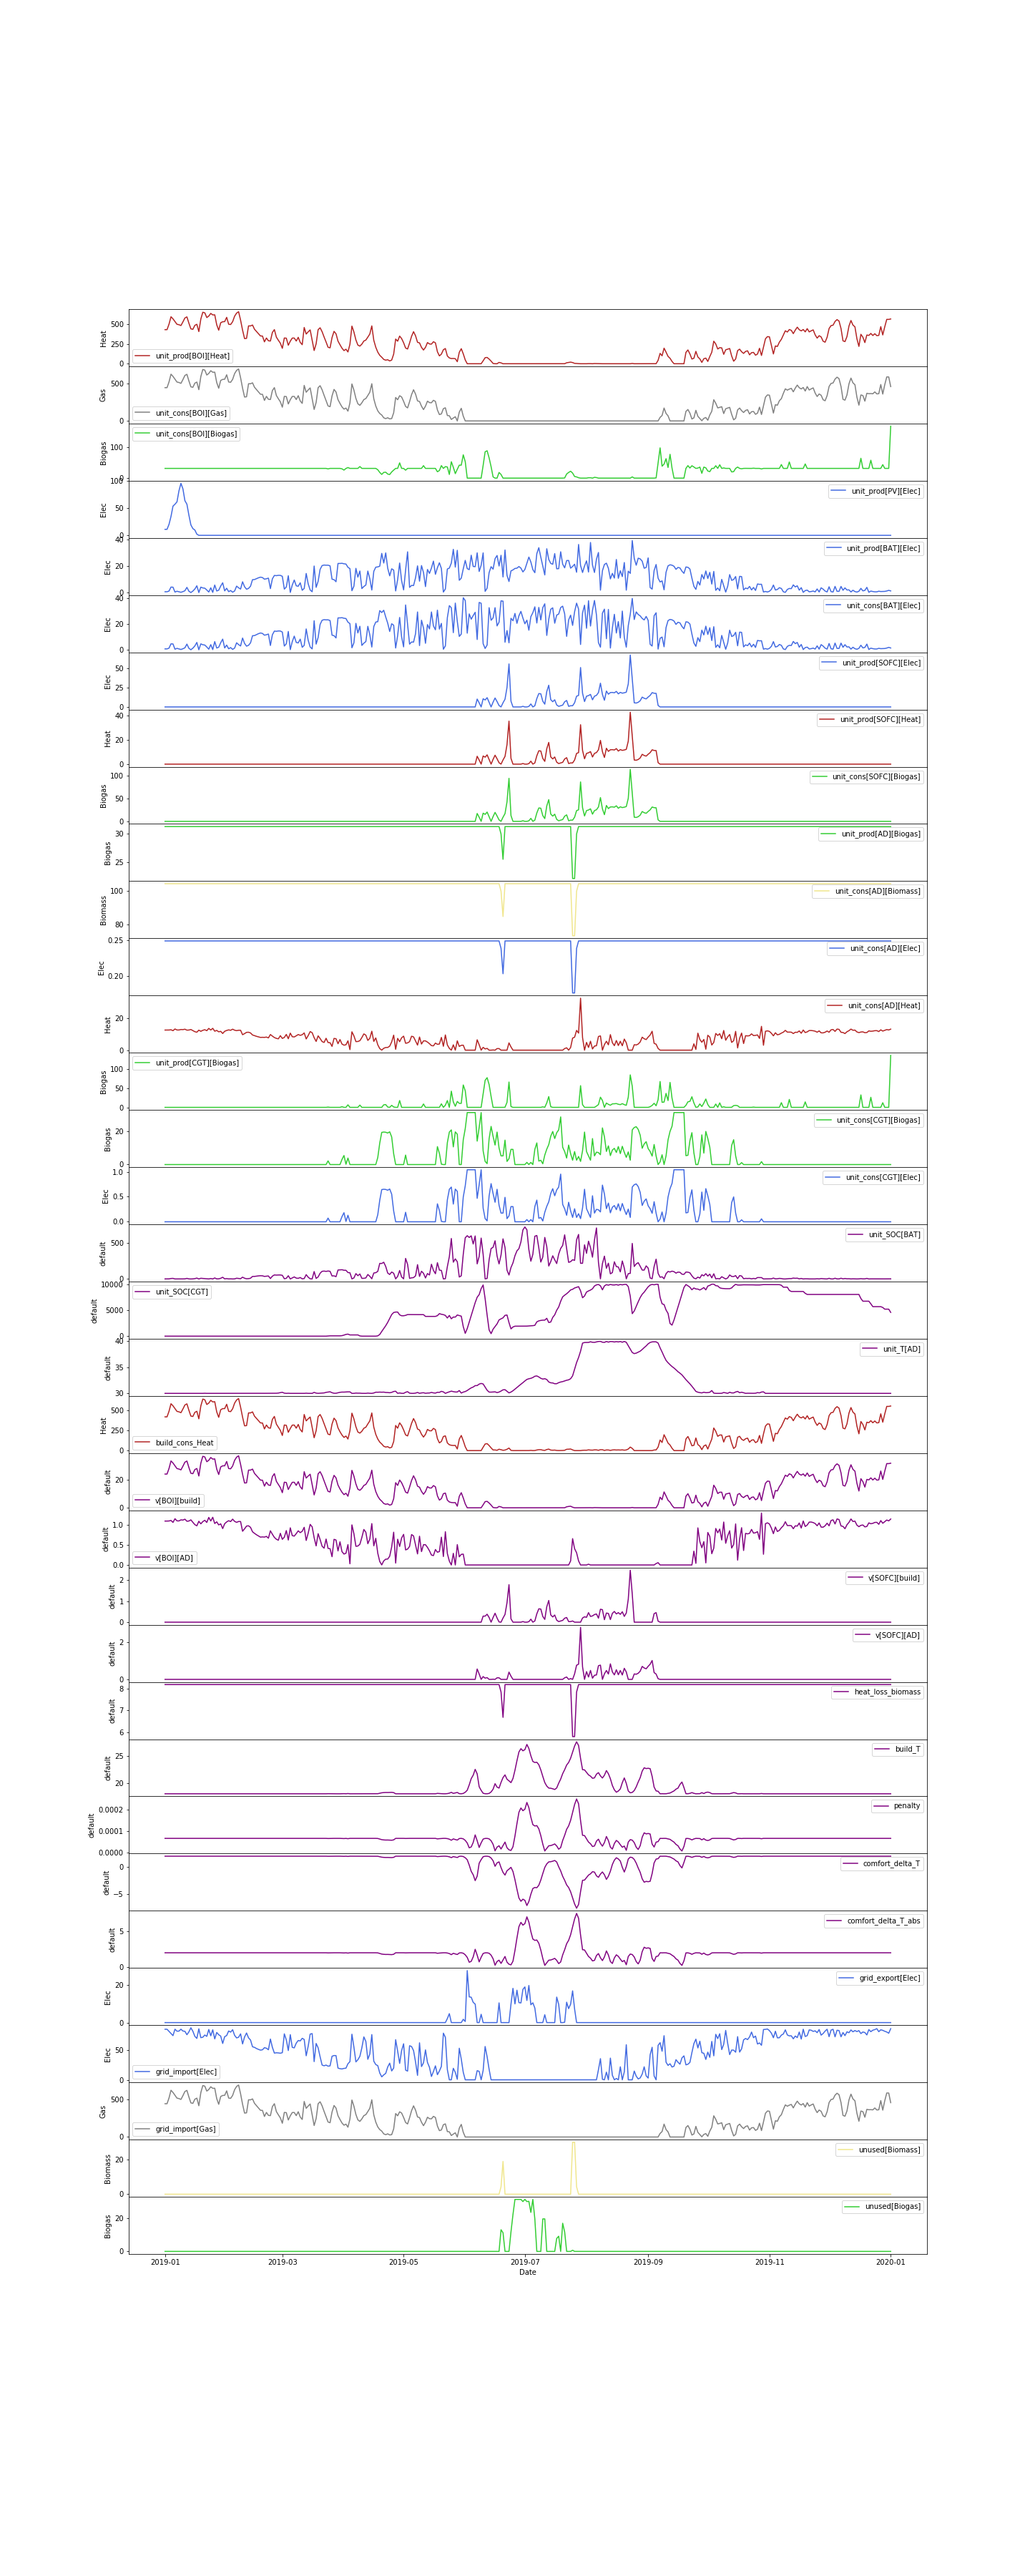 Heat
500
250
0
unit_prod[BOI][Heat]
Gas
500
0
unit_cons[BOI][Gas]
Biogas
100
0
unit_cons[BOI][Biogas]
Elec
100
50
0
unit_prod[PV][Elec]
Elec
40
20
0
unit_prod[BAT][Elec]
Elec
40
20
0
unit_cons[BAT][Elec]
Elec
50
25
0
unit_prod[SOFC][Elec]
Heat
40
20
0
unit_prod[SOFC][Heat]
Biogas
100
50
0
unit_cons[SOFC][Biogas]
Biogas
30
25
unit_prod[AD][Biogas]
Biomass
100
80
unit_cons[AD][Biomass]
Elec
0.25
0.20
unit_cons[AD][Elec]
Heat
20
0
unit_cons[AD][Heat]
Biogas
100
50
0
unit_prod[CGT][Biogas]
Biogas
20
0
unit_cons[CGT][Biogas]
Elec
1.0
0.5
0.0
unit_cons[CGT][Elec]
default
500
0
unit_SOC[BAT]
default
10000
5000
0
unit_SOC[CGT]
default
40
35
30
unit_T[AD]
Heat
500
250
0
build_cons_Heat
default
20
0
v[BOI][build]
default
1.0
0.5
0.0
v[BOI][AD]
default
2
1
0
v[SOFC][build]
default
2
0
v[SOFC][AD]
default
8
7
6
heat_loss_biomass
default
25
20
build_T
default
0.0002
0.0001
0.0000
penalty
default
0
−5
comfort_delta_T
default
5
0
comfort_delta_T_abs
Elec
20
0
grid_export[Elec]
Elec
50
0
grid_import[Elec]
Gas
500
0
grid_import[Gas]
Biomass
20
0
unused[Biomass]
Biogas
20
0
unused[Biogas]
2019-01 2019-03 2019-05 2019-07 2019-09 2019-11 2020-01
Date